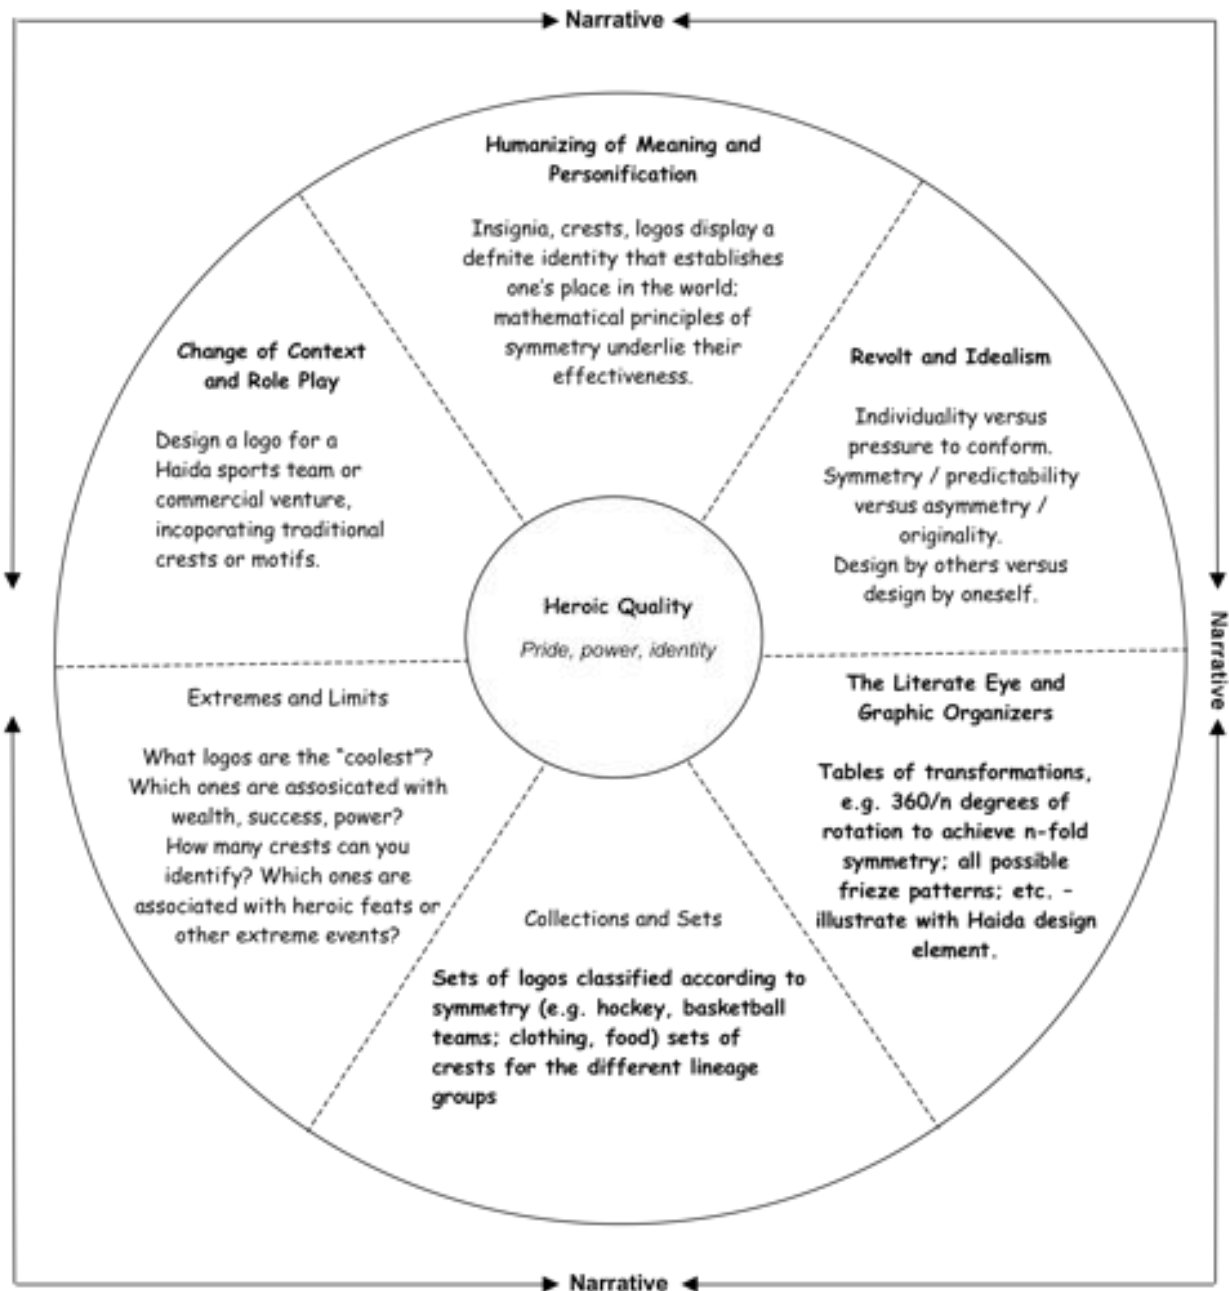 Narrative
Humanizing of Meaning and
Personification
Insignia, crests, logos display a
defnite identity that establishes
one's place in the world;
mathematical principles of
symmetry underlie their
effectiveness.
Change of Context
and Role Play
Design a logo for a
Haida sports team or
commercial venture,
incoporating traditional
crests or motifs.
Revolt and Idealism
Individuality versus
pressure to conform.
Symmetry / predictability
versus asymmetry /
originality.
Design by others versus
design by oneself.
Heroic Quality
Pride, power, identity
Narrative
Extremes and Limits
What logos are the "coolest"?
Which ones are assosicated with
wealth, success, power?
How many crests can you
identify? Which ones are
associated with heroic feats or
other extreme events?
The Literate Eye and
Graphic Organizers
Tables of transformations,
e.g. 360/n degrees of
rotation to achieve n-fold
symmetry; all possible
frieze patterns; etc. -
illustrate with Haida design
element.
Collections and Sets
Sets of logos classified according to
symmetry (e.g. hockey, basketball
teams; clothing, food) sets of
crests for the different lineage
groups
Narrative